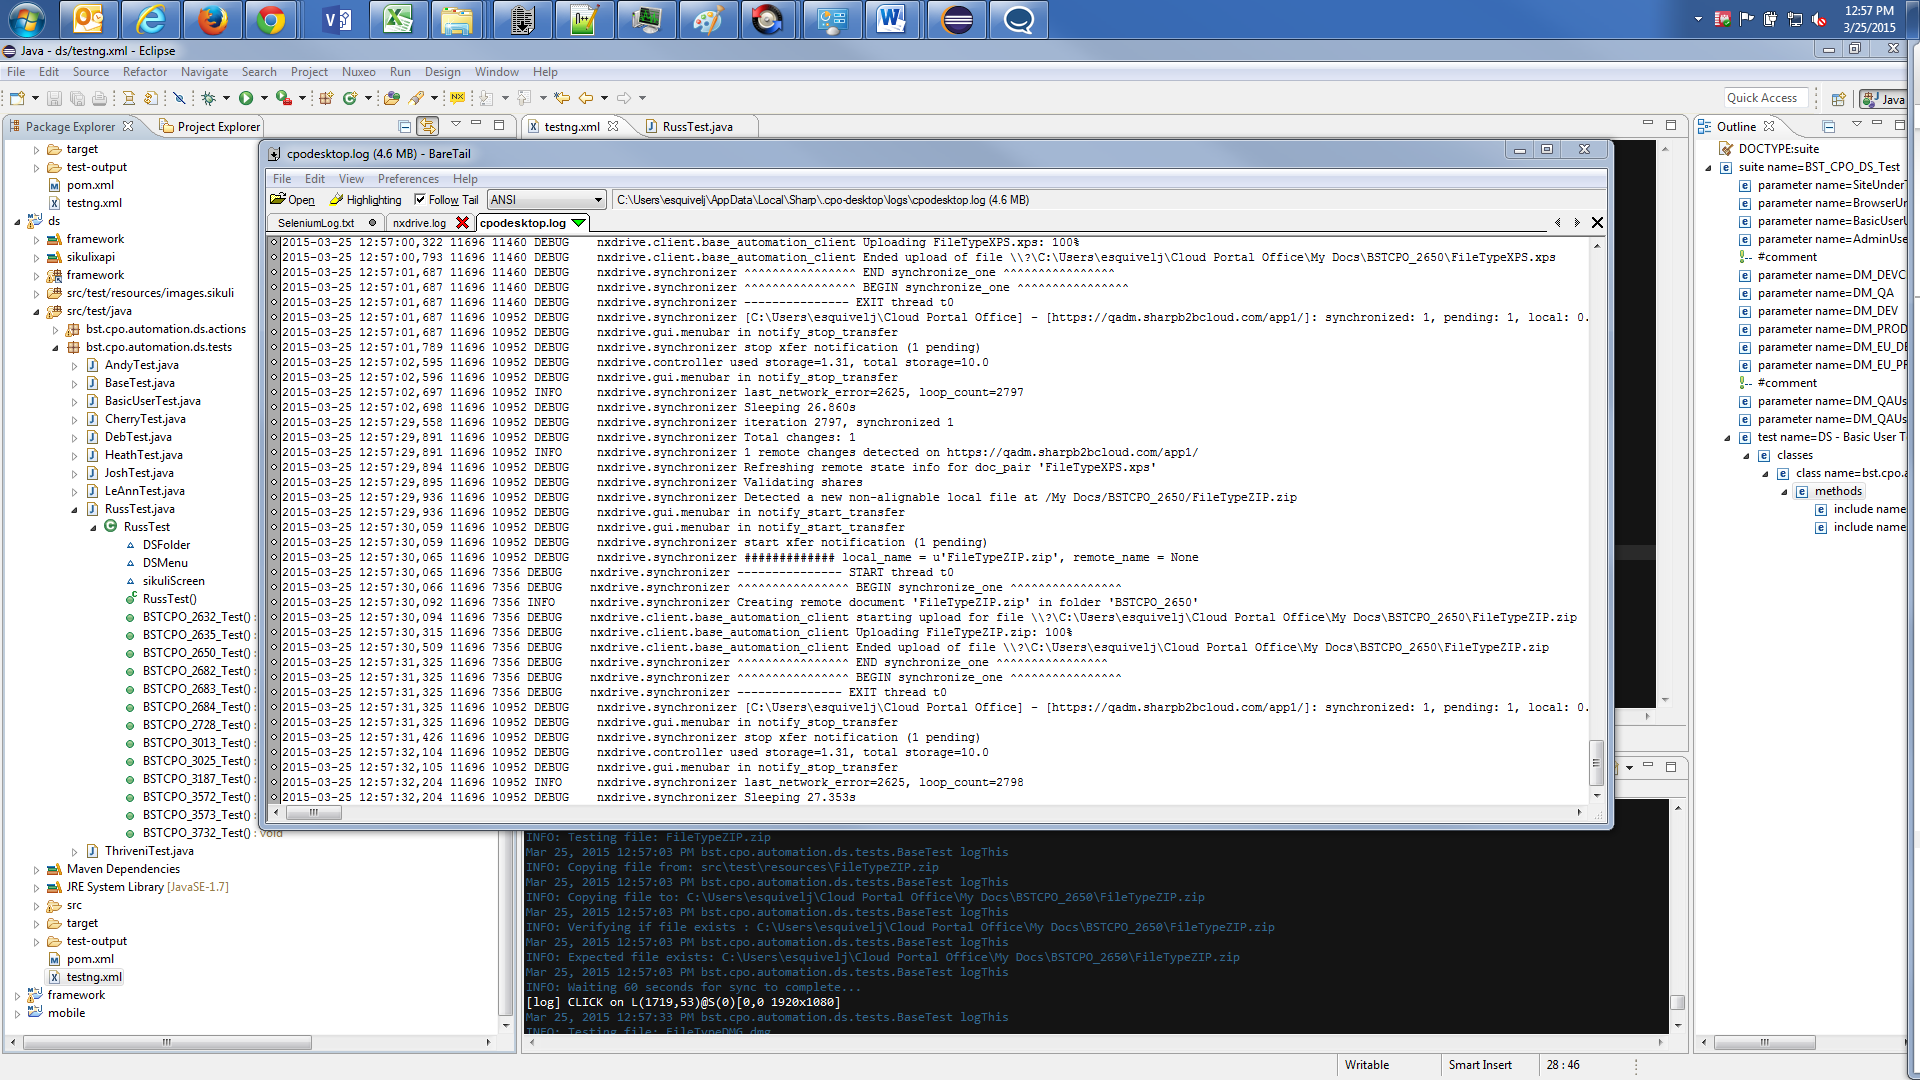 12:57 PM
3/25/2015
Java - ds/testng.xml - Eclipse
File Edit Source Refactor Navigate Search Project Nuxeo Run Design Window Help
Quick Access
Java
Package Explorer
Project Explorer
testng.xml
RussTest.java
Outline
target
test-output
pom.xml
testng.xml
ds
framework
sikulixapi
framework
src/test/resources/images.sikuli
src/test/java
bst.cpo.automation.ds.actions
bst.cpo.automation.ds.tests
AndyTest.java
BaseTest.java
BasicUserTest.java
CherryTest.java
DebTest.java
HeathTest.java
JoshTest.java
LeAnnTest.java
RussTest.java
RussTest
DSFolder
DSMenu
sikuliScreen
RussTest()
BSTCPO_2632_Test() :
BSTCPO_2635_Test() :
BSTCPO_2650_Test() :
BSTCPO_2682_Test() :
BSTCPO_2683_Test() :
BSTCPO_2684_Test() :
BSTCPO_2728_Test() :
BSTCPO_3013_Test() :
BSTCPO_3025_Test() :
BSTCPO_3187_Test() :
BSTCPO_3572_Test() :
BSTCPO_3573_Test() :
BSTCPO_3732_Test() : void
ThriveniTest.java
Maven Dependencies
JRE System Library [JavaSE-1.7]
src
target
test-output
pom.xml
testng.xml
framework
mobile
cpodesktop.log (4.6 MB) - BareTail
File Edit View Preferences Help
Open Highlighting Follow Tail ANSI C:\Users\esquivelj\AppData\Local\Sharp\.cpo-desktop\logs\cpodesktop.log (4.6 MB)
SeleniumLog.txt nxdrive.log cpodesktop.log
2015-03-25 12:57:00,322 11696 11460 DEBUG nxdrive.client.base_automation_client Uploading FileTypeXPS.xps: 100%
2015-03-25 12:57:00,793 11696 11460 DEBUG nxdrive.client.base_automation_client Ended upload of file \\?\C:\Users\esquivelj\Cloud Portal Office\My Docs\BSTCPO_2650\FileTypeXPS.xps
2015-03-25 12:57:01,687 11696 11460 DEBUG nxdrive.synchronizer ^^^^^^^^^^^^^^^^ END synchronize_one ^^^^^^^^^^^^^^^^
2015-03-25 12:57:01,687 11696 11460 DEBUG nxdrive.synchronizer ^^^^^^^^^^^^^^^^ BEGIN synchronize_one ^^^^^^^^^^^^^^^^
2015-03-25 12:57:01,687 11696 11460 DEBUG nxdrive.synchronizer --------------- EXIT thread t0
2015-03-25 12:57:01,687 11696 10952 DEBUG nxdrive.synchronizer [C:\Users\esquivelj\Cloud Portal Office] - [https://qadm.sharpb2bcloud.com/app1/]: synchronized: 1, pending: 1, local: 0.
2015-03-25 12:57:01,687 11696 10952 DEBUG nxdrive.gui.menubar in notify_stop_transfer
2015-03-25 12:57:01,789 11696 10952 DEBUG nxdrive.synchronizer stop xfer notification (1 pending)
2015-03-25 12:57:02,595 11696 10952 DEBUG nxdrive.controller used storage=1.31, total storage=10.0
2015-03-25 12:57:02,596 11696 10952 DEBUG nxdrive.gui.menubar in notify_stop_transfer
2015-03-25 12:57:02,697 11696 10952 INFO nxdrive.synchronizer last_network_error=2625, loop_count=2797
2015-03-25 12:57:02,698 11696 10952 DEBUG nxdrive.synchronizer Sleeping 26.860s
2015-03-25 12:57:29,558 11696 10952 DEBUG nxdrive.synchronizer iteration 2797, synchronized 1
2015-03-25 12:57:29,891 11696 10952 DEBUG nxdrive.synchronizer Total changes: 1
2015-03-25 12:57:29,891 11696 10952 INFO nxdrive.synchronizer 1 remote changes detected on https://qadm.sharpb2bcloud.com/app1/
2015-03-25 12:57:29,894 11696 10952 DEBUG nxdrive.synchronizer Refreshing remote state info for doc_pair 'FileTypeXPS.xps'
2015-03-25 12:57:29,895 11696 10952 DEBUG nxdrive.synchronizer Validating shares
2015-03-25 12:57:29,936 11696 10952 DEBUG nxdrive.synchronizer Detected a new non-alignable local file at /My Docs/BSTCPO_2650/FileTypeZIP.zip
2015-03-25 12:57:29,936 11696 10952 DEBUG nxdrive.gui.menubar in notify_start_transfer
2015-03-25 12:57:30,059 11696 10952 DEBUG nxdrive.gui.menubar in notify_start_transfer
2015-03-25 12:57:30,059 11696 10952 DEBUG nxdrive.synchronizer start xfer notification (1 pending)
2015-03-25 12:57:30,065 11696 10952 DEBUG nxdrive.synchronizer ############# local_name = u'FileTypeZIP.zip', remote_name = None
2015-03-25 12:57:30,065 11696 7356 DEBUG nxdrive.synchronizer --------------- START thread t0
2015-03-25 12:57:30,066 11696 7356 DEBUG nxdrive.synchronizer ^^^^^^^^^^^^^^^^ BEGIN synchronize_one ^^^^^^^^^^^^^^^^
2015-03-25 12:57:30,092 11696 7356 INFO nxdrive.synchronizer Creating remote document 'FileTypeZIP.zip' in folder 'BSTCPO_2650'
2015-03-25 12:57:30,094 11696 7356 DEBUG nxdrive.client.base_automation_client starting upload for file \\?\C:\Users\esquivelj\Cloud Portal Office\My Docs\BSTCPO_2650\FileTypeZIP.zip
2015-03-25 12:57:30,315 11696 7356 DEBUG nxdrive.client.base_automation_client Uploading FileTypeZIP.zip: 100%
2015-03-25 12:57:30,509 11696 7356 DEBUG nxdrive.client.base_automation_client Ended upload of file \\?\C:\Users\esquivelj\Cloud Portal Office\My Docs\BSTCPO_2650\FileTypeZIP.zip
2015-03-25 12:57:31,325 11696 7356 DEBUG nxdrive.synchronizer ^^^^^^^^^^^^^^^^ END synchronize_one ^^^^^^^^^^^^^^^^
2015-03-25 12:57:31,325 11696 7356 DEBUG nxdrive.synchronizer ^^^^^^^^^^^^^^^^ BEGIN synchronize_one ^^^^^^^^^^^^^^^^
2015-03-25 12:57:31,325 11696 7356 DEBUG nxdrive.synchronizer --------------- EXIT thread t0
2015-03-25 12:57:31,325 11696 10952 DEBUG nxdrive.synchronizer [C:\Users\esquivelj\Cloud Portal Office] - [https://qadm.sharpb2bcloud.com/app1/]: synchronized: 1, pending: 1, local: 0.
2015-03-25 12:57:31,325 11696 10952 DEBUG nxdrive.gui.menubar in notify_stop_transfer
2015-03-25 12:57:31,426 11696 10952 DEBUG nxdrive.synchronizer stop xfer notification (1 pending)
2015-03-25 12:57:32,104 11696 10952 DEBUG nxdrive.controller used storage=1.31, total storage=10.0
2015-03-25 12:57:32,105 11696 10952 DEBUG nxdrive.gui.menubar in notify_stop_transfer
2015-03-25 12:57:32,204 11696 10952 INFO nxdrive.synchronizer last_network_error=2625, loop_count=2798
2015-03-25 12:57:32,204 11696 10952 DEBUG nxdrive.synchronizer Sleeping 27.353s
INFO: Testing file: FileTypeZIP.zip
Mar 25, 2015 12:57:03 PM bst.cpo.automation.ds.tests.BaseTest logThis
INFO: Copying file from: src\test\resources\FileTypeZIP.zip
Mar 25, 2015 12:57:03 PM bst.cpo.automation.ds.tests.BaseTest logThis
INFO: Copying file to: C:\Users\esquivelj\Cloud Portal Office\My Docs\BSTCPO_2650\FileTypeZIP.zip
Mar 25, 2015 12:57:03 PM bst.cpo.automation.ds.tests.BaseTest logThis
INFO: Verifying if file exists : C:\Users\esquivelj\Cloud Portal Office\My Docs\BSTCPO_2650\FileTypeZIP.zip
Mar 25, 2015 12:57:03 PM bst.cpo.automation.ds.tests.BaseTest logThis
INFO: Expected file exists: C:\Users\esquivelj\Cloud Portal Office\My Docs\BSTCPO_2650\FileTypeZIP.zip
Mar 25, 2015 12:57:03 PM bst.cpo.automation.ds.tests.BaseTest logThis
INFO: Waiting 60 seconds for sync to complete...
[log] CLICK on L(1719,53)@S(0)[0,0 1920x1080]
Mar 25, 2015 12:57:33 PM bst.cpo.automation.ds.tests.BaseTest logThis
INFO: Testing file: FileTypeDMG.dmg
DOCTYPE:suite
suite name=BST_CPO_DS_Test
parameter name=SiteUnderT
parameter name=BrowserUn
parameter name=BasicUserU
parameter name=AdminUse
#comment
parameter name=DM_DEVC
parameter name=DM_QA
parameter name=DM_DEV
parameter name=DM_PROD
parameter name=DM_EU_DE
parameter name=DM_EU_PR
#comment
parameter name=DM_QAUs
parameter name=DM_QAUs
test name=DS - Basic User T
classes
class name=bst.cpo.a
methods
include name
include name
Writable
Smart Insert
28 : 46